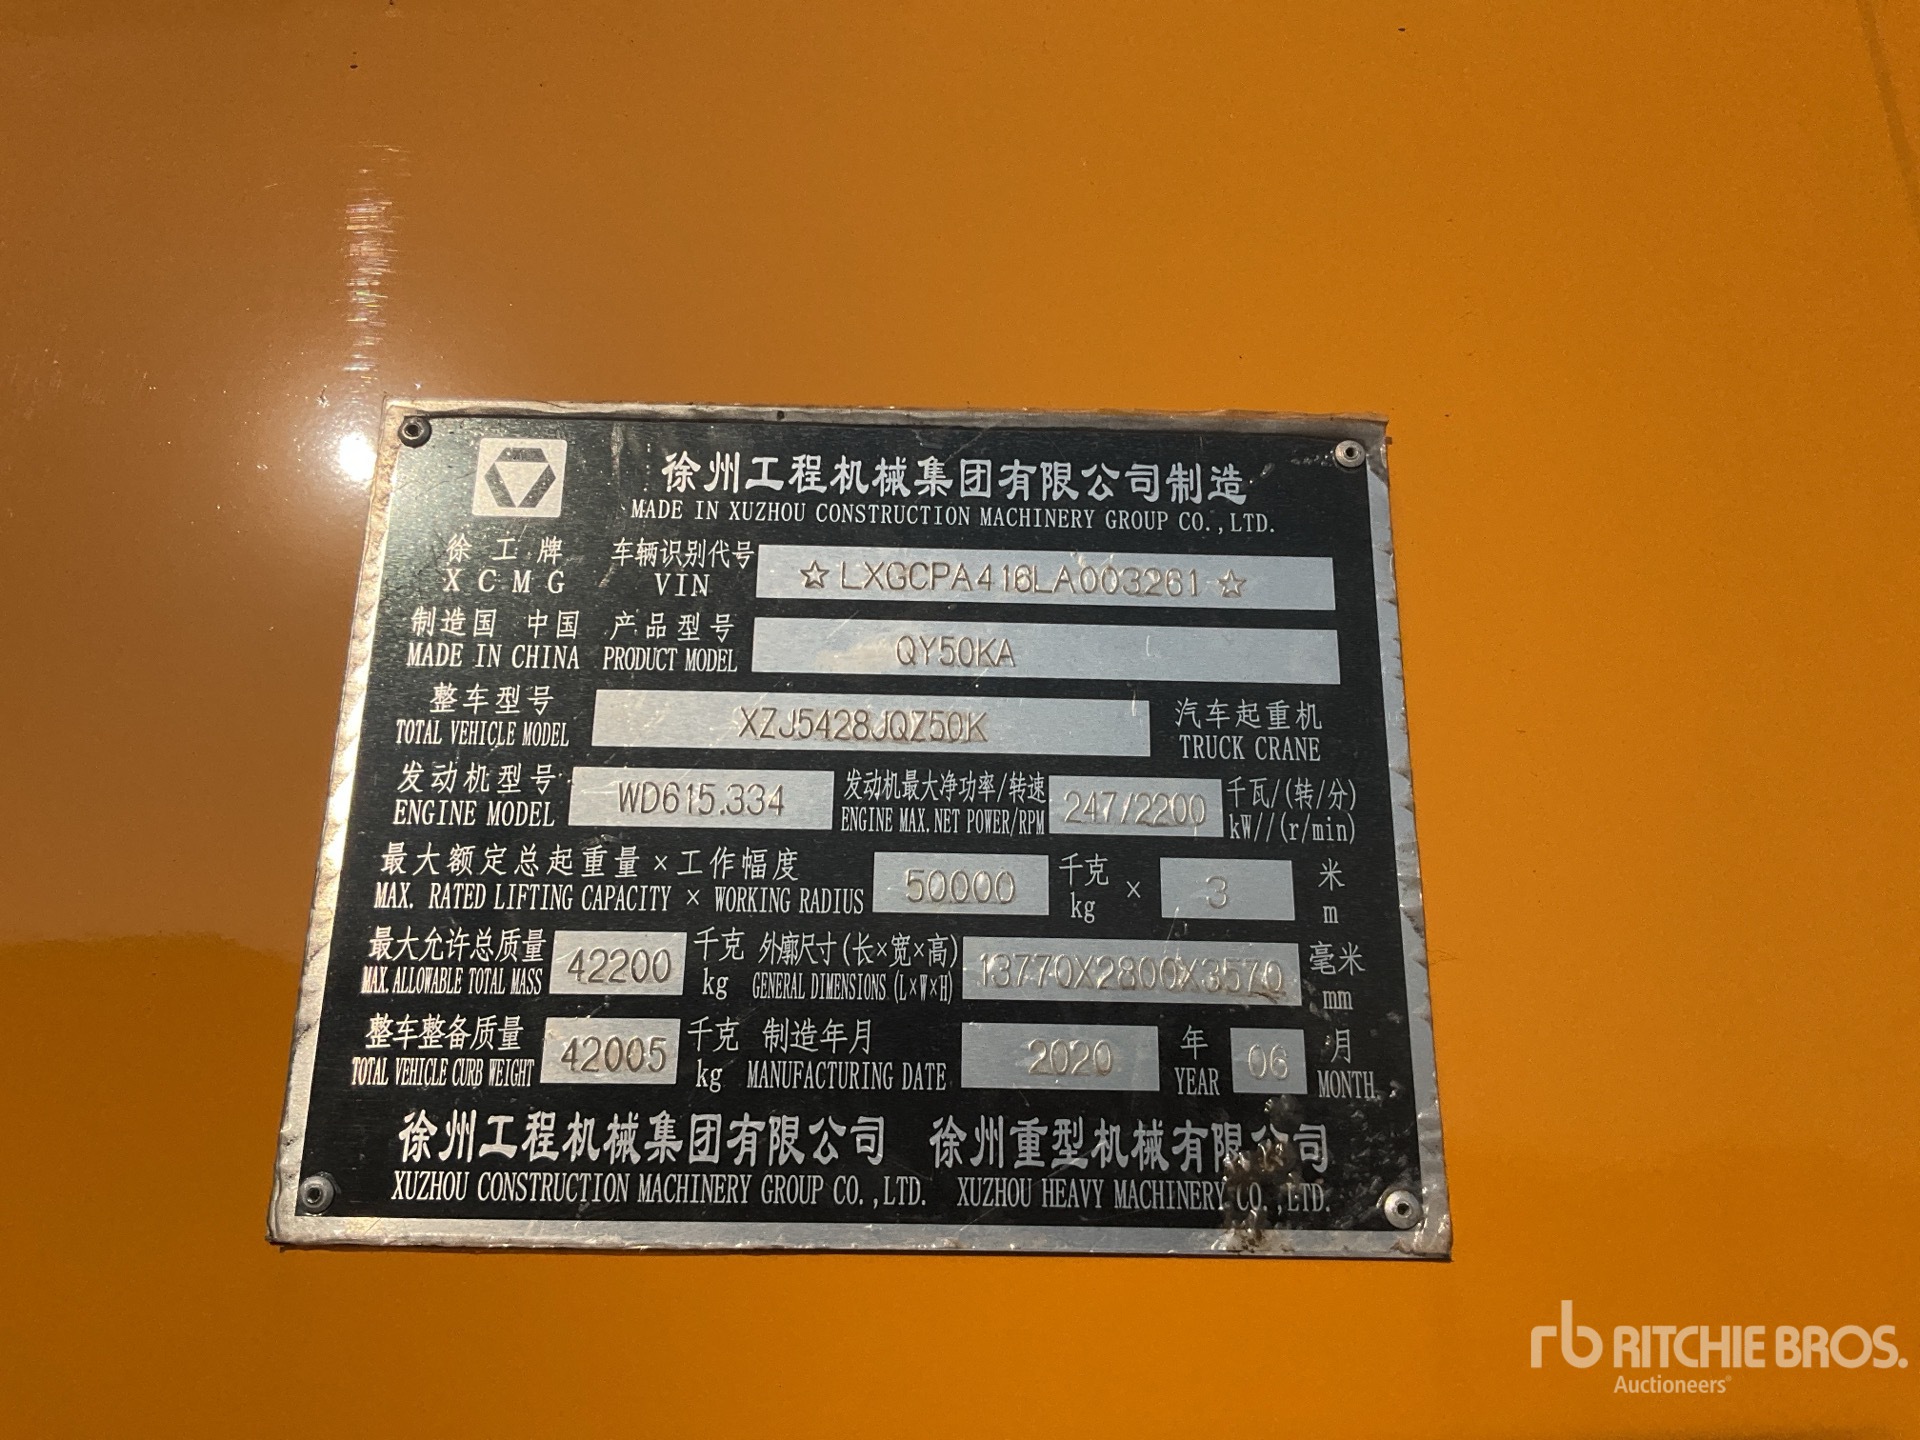 徐州工程机械集团有限公司制造
MADE IN XUZHOU CONSTRUCTION MACHINERY GROUP CO.,LTD.
徐工牌 车辆识别代号
XCMG VIN ☆LXGCPA416LA003261☆
制造国 中国 产品型号
MADE IN CHINA PRODUCT MODEL QY50KA
整车型号 汽车起重机
TOTAL VEHICLE MODEL XZJ5428JQZ50K TRUCK CRANE
发动机型号 发动机最大净功率/转速 千瓦/(转/分)
ENGINE MODEL WD615.334 ENGINE MAX.NET POWER/RPM 247/2200 kW//(r/min)
最大额定总起重量×工作幅度 千克 米
MAX. RATED LIFTING CAPACITY × WORKING RADIUS 50000 kg × 3 m
最大允许总质量 千克 外廓尺寸(长×宽×高) 毫米
MAX. ALLOWABLE TOTAL MASS 42200 kg GENERAL DIMENSIONS (L×W×H) 13770X2800X3570 mm
整车整备质量 千克 制造年月 年 月
TOTAL VEHICLE CURB WEIGHT 42005 kg MANUFACTURING DATE 2020 YEAR 06 MONTH
徐州工程机械集团有限公司 徐州重型机械有限公司
XUZHOU CONSTRUCTION MACHINERY GROUP CO.,LTD. XUZHOU HEAVY MACHINERY CO.,LTD.
rb RITCHIE BROS.
Auctioneers